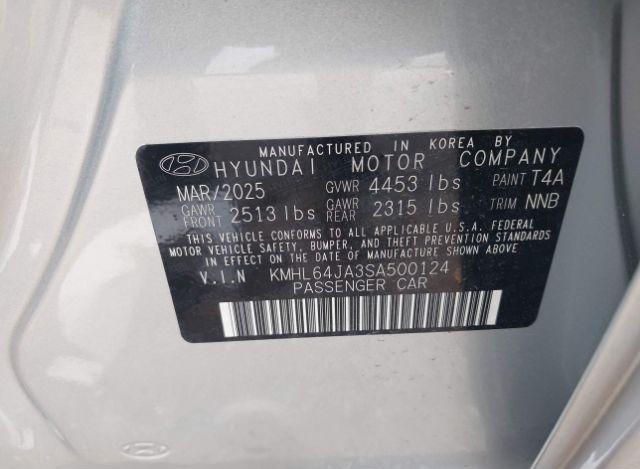 MANUFACTURED IN KOREA BY
HYUNDAI MOTOR COMPANY
MAR/2025 GVWR 4453 lbs PAINT T4A
GAWR FRONT 2513 lbs GAWR REAR 2315 lbs TRIM NNB
THIS VEHICLE CONFORMS TO ALL APPLICABLE U.S.A. FEDERAL
MOTOR VEHICLE SAFETY, BUMPER, AND THEFT PREVENTION STANDARDS
IN EFFECT ON THE DATE OF MANUFACTURE SHOWN ABOVE
V.I.N KMHL64JA3SA500124
PASSENGER CAR